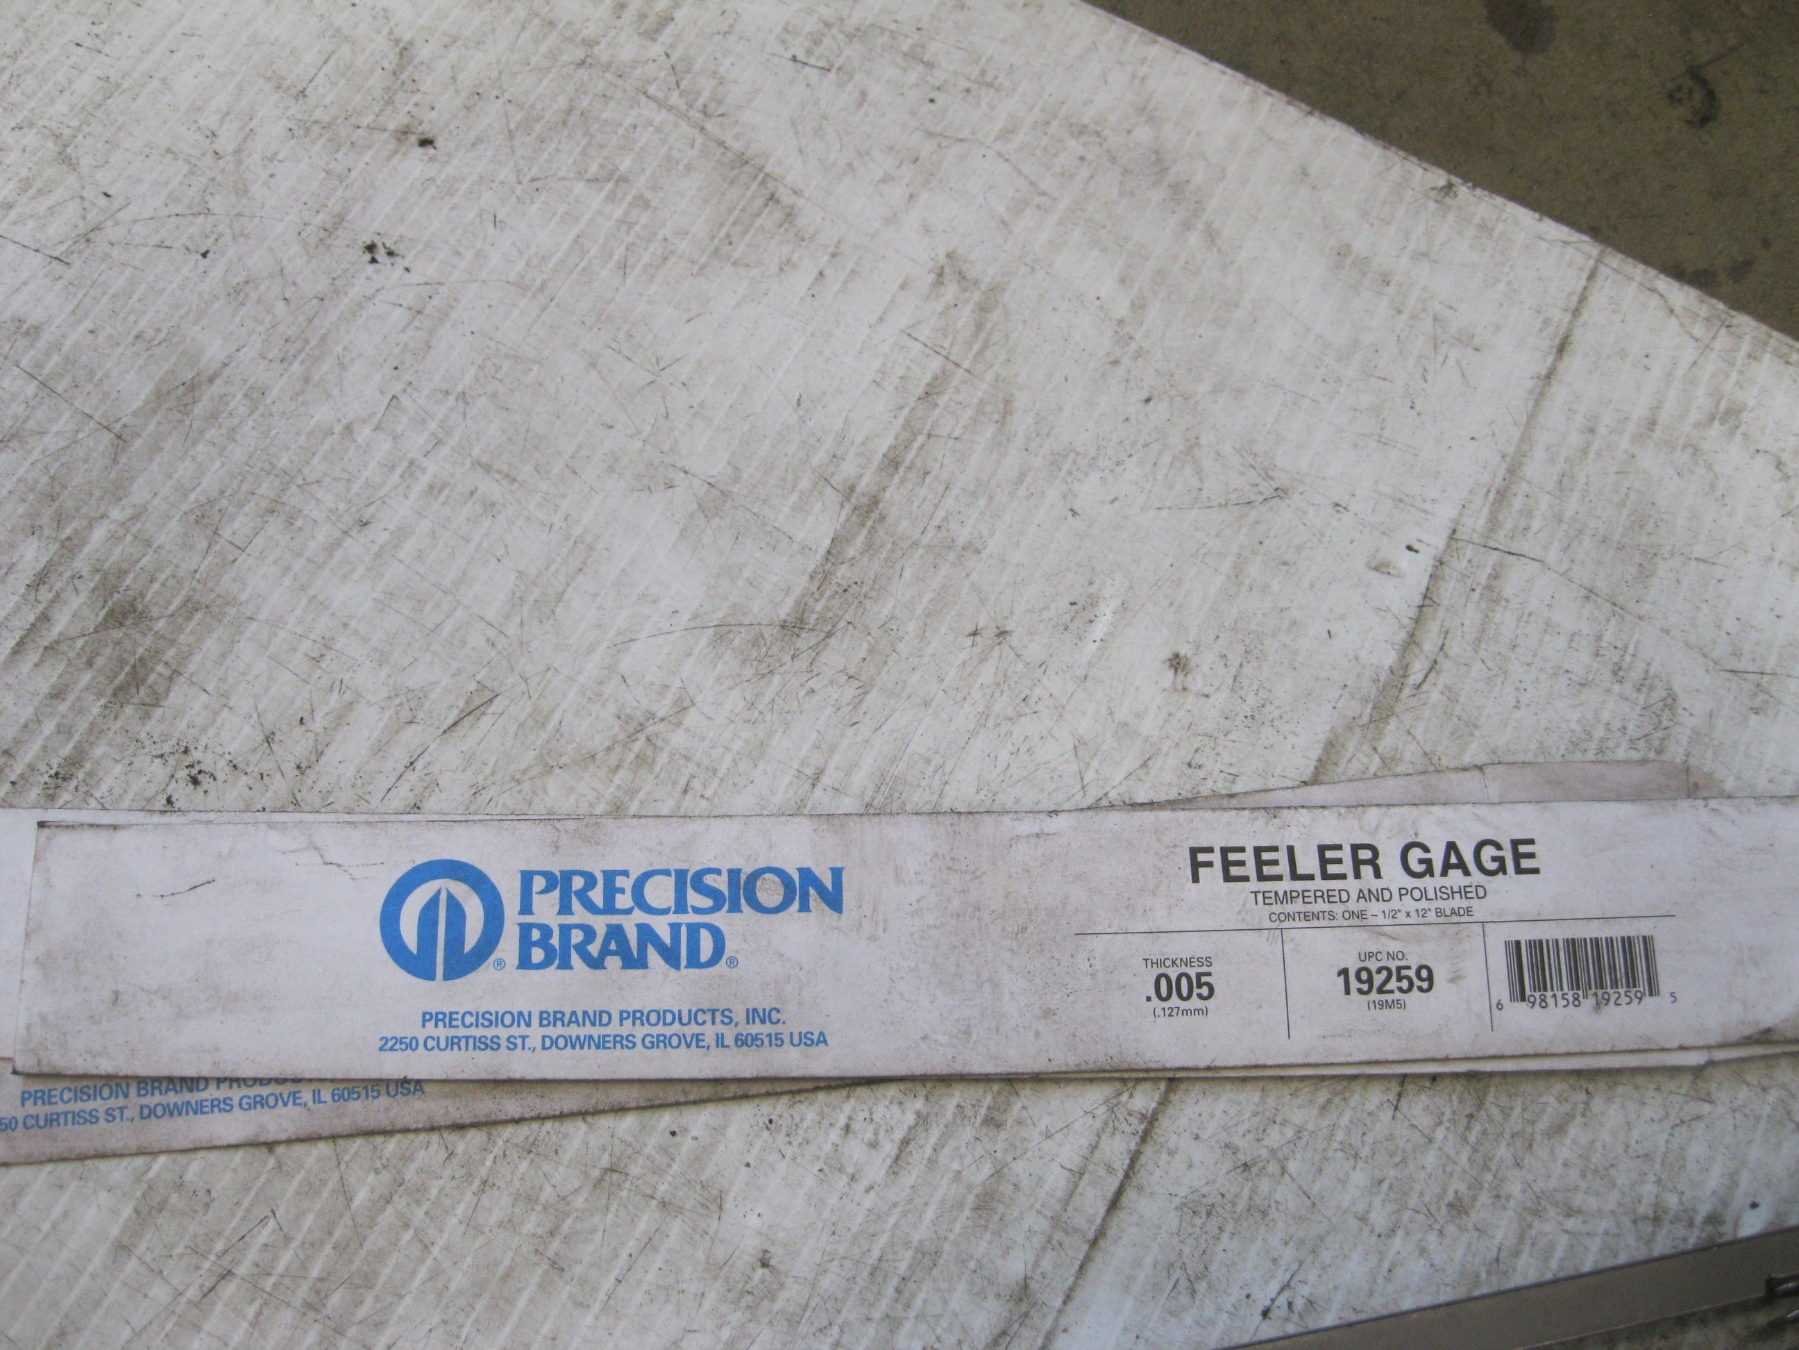 PRECISION
BRAND®
®
PRECISION BRAND PRODUCTS, INC.
2250 CURTISS ST., DOWNERS GROVE, IL 60515 USA
FEELER GAGE
TEMPERED AND POLISHED
CONTENTS: ONE – 1/2" x 12" BLADE
THICKNESS
.005
(.127mm)
UPC NO.
19259
(19M5)
6 98158 19259 5
PRECISION BRAND
50 CURTISS ST., DOWNERS GROVE, IL 60515 USA